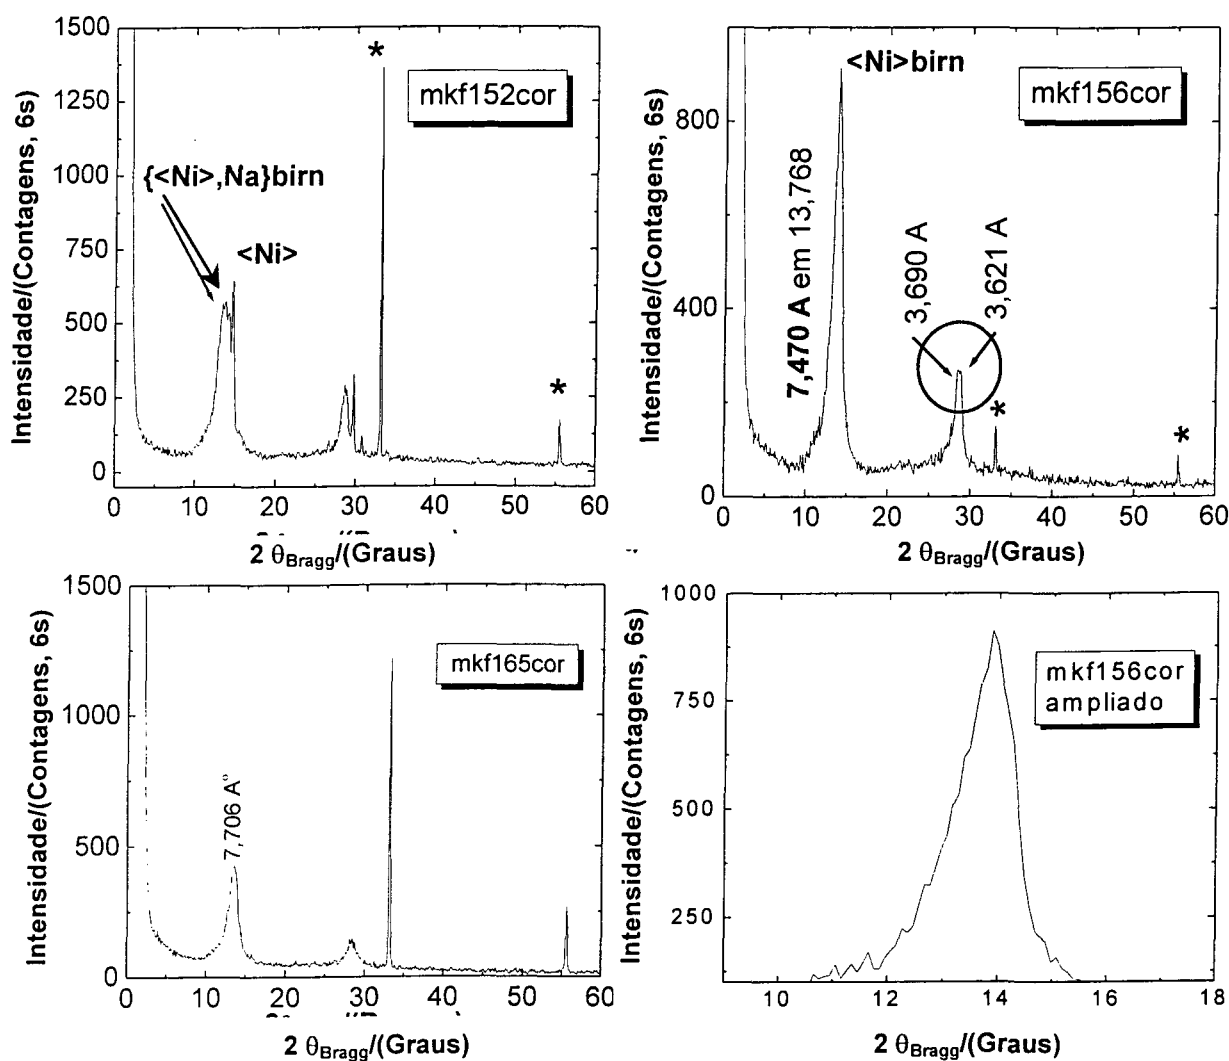 1500
1250
1000
750
500
250
0
Intensidade/(Contagens, 6s)
*
mkf152cor
{<Ni>,Na}birn
<Ni>
*
0 10 20 30 40 50 60
2 θBragg/(Graus)
800
400
0
Intensidade/(Contagens, 6s)
<Ni>birn
mkf156cor
7,470 A em 13,768
3,690 A
3,621 A
*
*
0 10 20 30 40 50 60
2 θBragg/(Graus)
1500
1000
500
0
Intensidade/(Contagens, 6s)
mkf165cor
7,706 A°
0 10 20 30 40 50 60
2 θBragg/(Graus)
1000
750
500
250
Intensidade/(Contagens, 6s)
mkf156cor
ampliado
10 12 14 16 18
2 θBragg/(Graus)